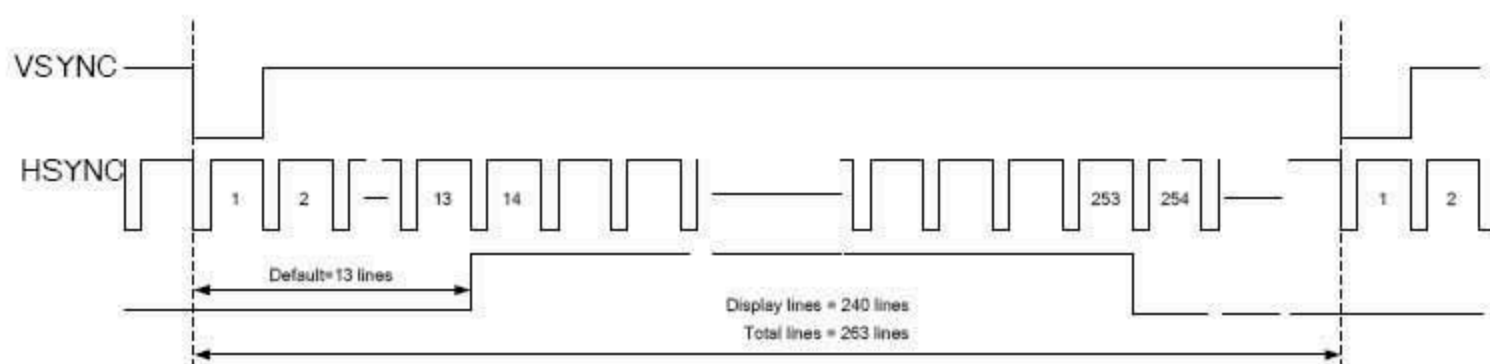 VSYNC
HSYNC
1 2 13 14 253 254 1 2
Default=13 lines
Display lines = 240 lines
Total lines = 263 lines